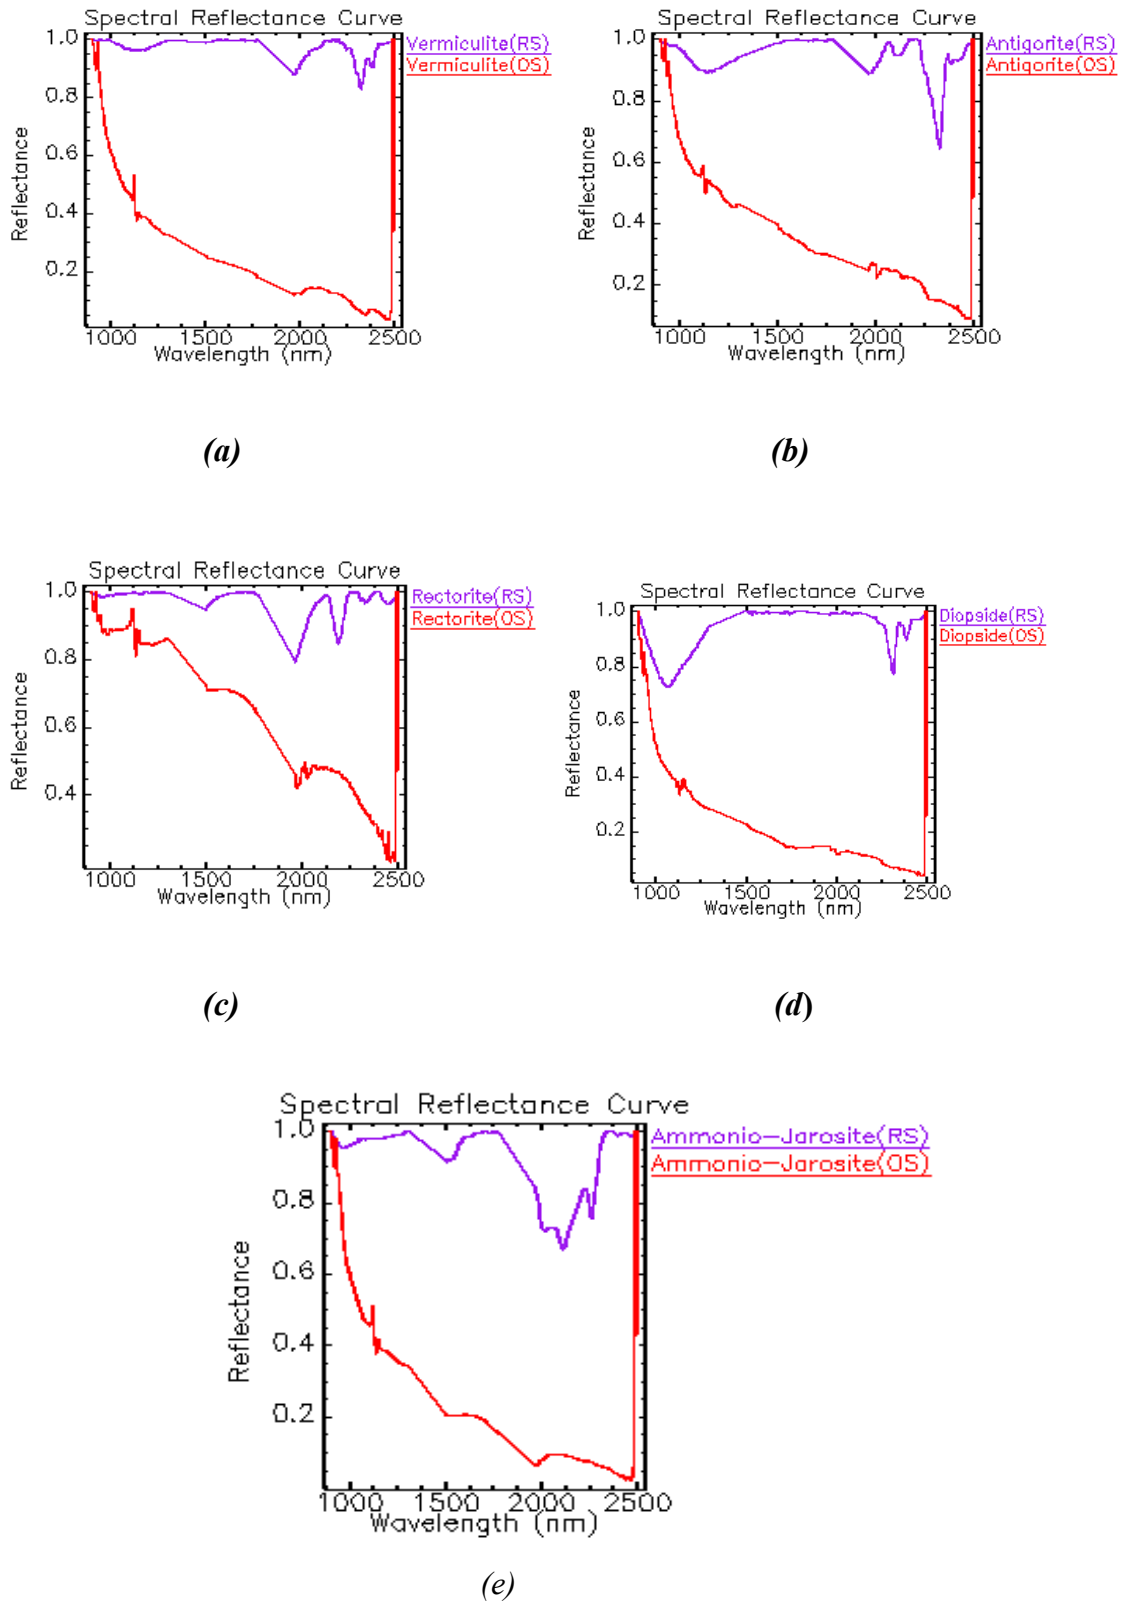 Spectral Reflectance Curve
1.0
0.8
0.6
0.4
0.2
Reflectance
1000 1500 2000 2500
Wavelength (nm)
Vermiculite(RS)
Vermiculite(OS)
(a)
Spectral Reflectance Curve
1.0
0.8
0.6
0.4
0.2
Reflectance
1000 1500 2000 2500
Wavelength (nm)
Antigorite(RS)
Antigorite(OS)
(b)
Spectral Reflectance Curve
1.0
0.8
0.6
0.4
Reflectance
1000 1500 2000 2500
Wavelength (nm)
Rectorite(RS)
Rectorite(OS)
(c)
Spectral Reflectance Curve
1.0
0.8
0.6
0.4
0.2
Reflectance
1000 1500 2000 2500
Wavelength (nm)
Diopside(RS)
Diopside(OS)
(d)
Spectral Reflectance Curve
1.0
0.8
0.6
0.4
0.2
Reflectance
1000 1500 2000 2500
Wavelength (nm)
Ammonio-Jarosite(RS)
Ammonio-Jarosite(OS)
(e)